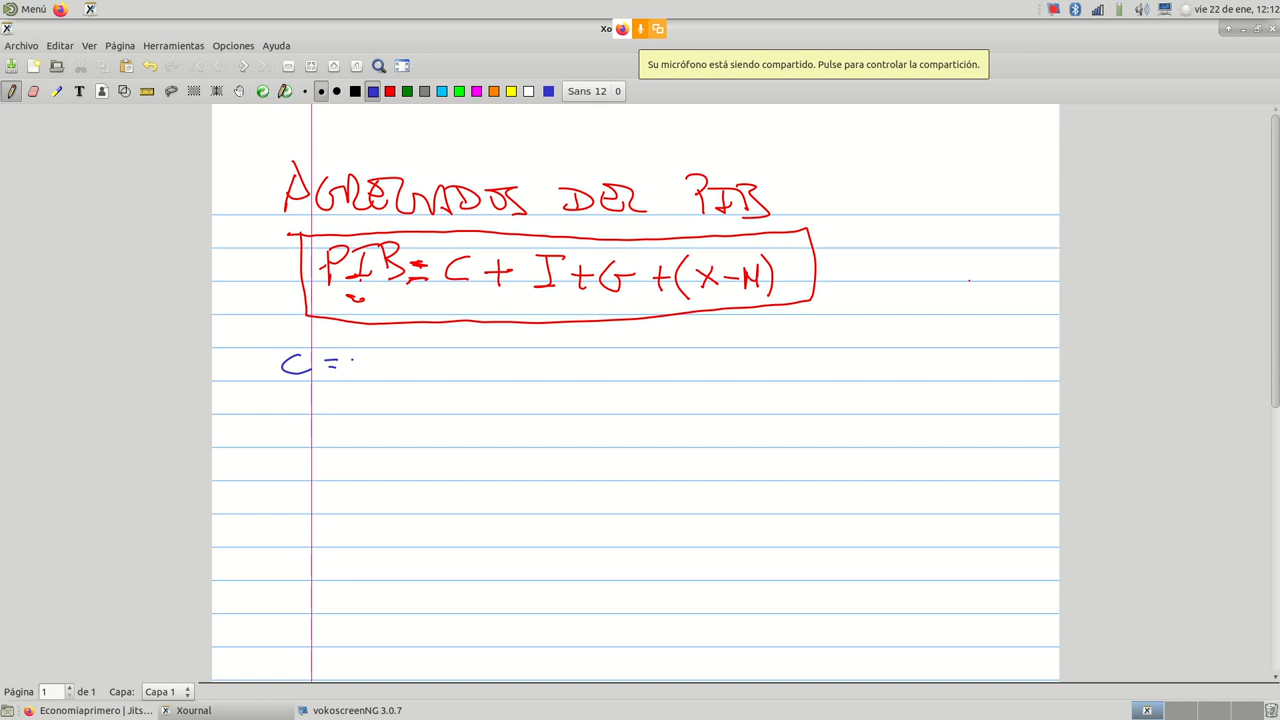 Menú
vie 22 de ene, 12:12
Xo
Archivo Editar Ver Página Herramientas Opciones Ayuda
Su micrófono está siendo compartido. Pulse para controlar la compartición.
Sans 12 0
AGREGADOS DEL PIB
PIB = C + I + G + (X - M)
C =
Página 1 de 1 Capa: Capa 1
Economiaprimero | Jits... Xournal vokoscreenNG 3.0.7